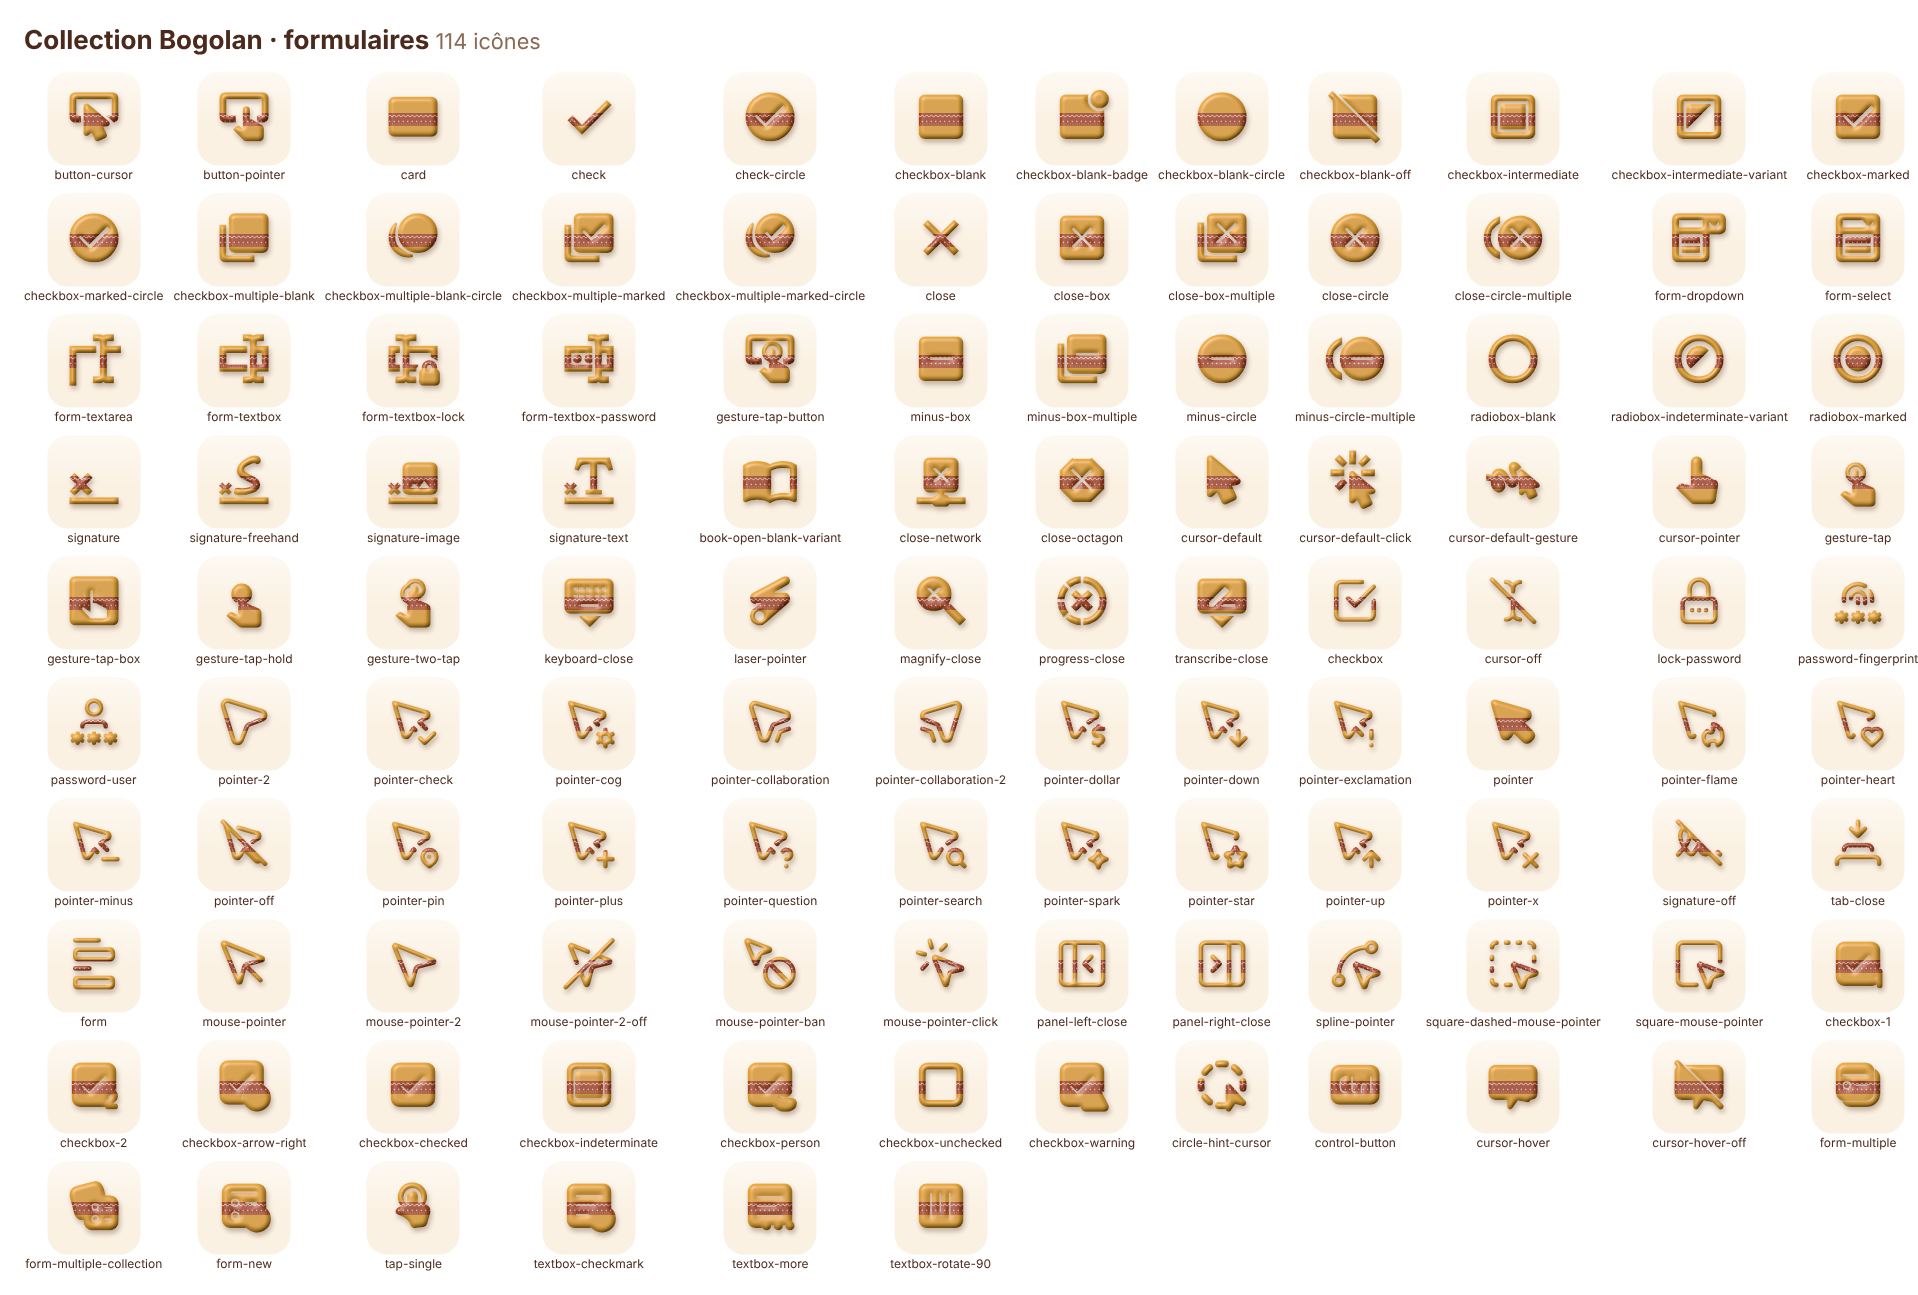 Collection Bogolan · formulaires 114 icônes
button-cursor button-pointer card check check-circle checkbox-blank checkbox-blank-badge checkbox-blank-circle checkbox-blank-off checkbox-intermediate checkbox-intermediate-variant checkbox-marked
checkbox-marked-circle checkbox-multiple-blank checkbox-multiple-blank-circle checkbox-multiple-marked checkbox-multiple-marked-circle close close-box close-box-multiple close-circle close-circle-multiple form-dropdown form-select
form-textarea form-textbox form-textbox-lock form-textbox-password gesture-tap-button minus-box minus-box-multiple minus-circle minus-circle-multiple radiobox-blank radiobox-indeterminate-variant radiobox-marked
signature signature-freehand signature-image signature-text book-open-blank-variant close-network close-octagon cursor-default cursor-default-click cursor-default-gesture cursor-pointer gesture-tap
gesture-tap-box gesture-tap-hold gesture-two-tap keyboard-close laser-pointer magnify-close progress-close transcribe-close checkbox cursor-off lock-password password-fingerprint
password-user pointer-2 pointer-check pointer-cog pointer-collaboration pointer-collaboration-2 pointer-dollar pointer-down pointer-exclamation pointer pointer-flame pointer-heart
pointer-minus pointer-off pointer-pin pointer-plus pointer-question pointer-search pointer-spark pointer-star pointer-up pointer-x signature-off tab-close
form mouse-pointer mouse-pointer-2 mouse-pointer-2-off mouse-pointer-ban mouse-pointer-click panel-left-close panel-right-close spline-pointer square-dashed-mouse-pointer square-mouse-pointer checkbox-1
Ctrl
checkbox-2 checkbox-arrow-right checkbox-checked checkbox-indeterminate checkbox-person checkbox-unchecked checkbox-warning circle-hint-cursor control-button cursor-hover cursor-hover-off form-multiple
form-multiple-collection form-new tap-single textbox-checkmark textbox-more textbox-rotate-90